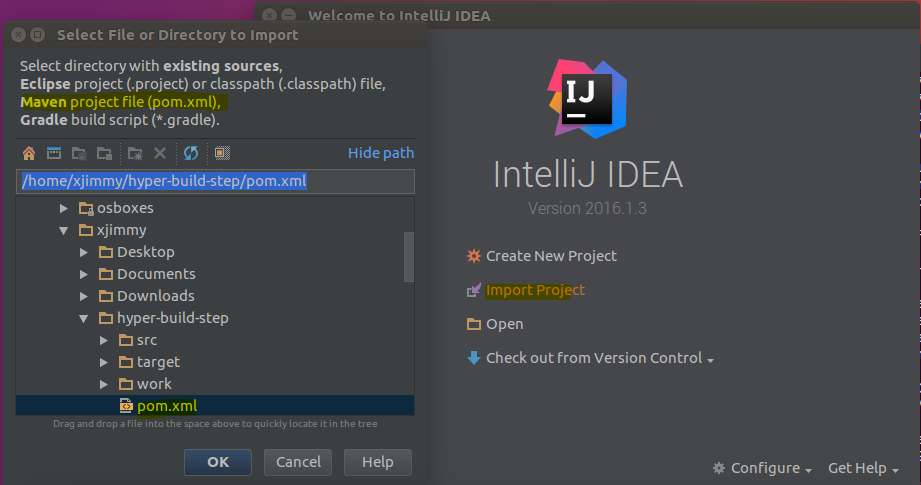 Welcome to IntelliJ IDEA
Select File or Directory to Import
Select directory with existing sources,
Eclipse project (.project) or classpath (.classpath) file,
Maven project file (pom.xml),
Gradle build script (*.gradle).
Hide path
/home/xjimmy/hyper-build-step/pom.xml
osboxes
xjimmy
Desktop
Documents
Downloads
hyper-build-step
src
target
work
pom.xml
Drag and drop a file into the space above to quickly locate it in the tree
OK
Cancel
Help
IJ
IntelliJ IDEA
Version 2016.1.3
Create New Project
Import Project
Open
Check out from Version Control
Configure
Get Help